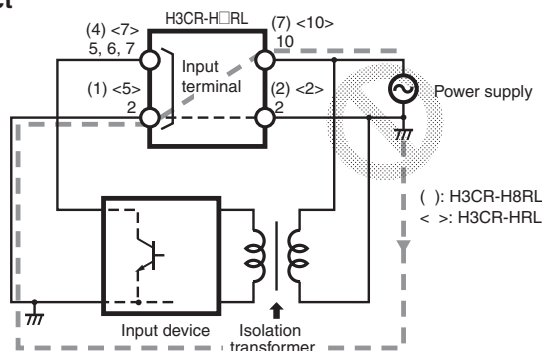 ct
H3CR-H□RL
(4) <7>
5, 6, 7
(7) <10>
10
Input
terminal
(1) <5>
2
(2) <2>
2
Power supply
( ): H3CR-H8RL
< >: H3CR-HRL
Input device
Isolation
transformer